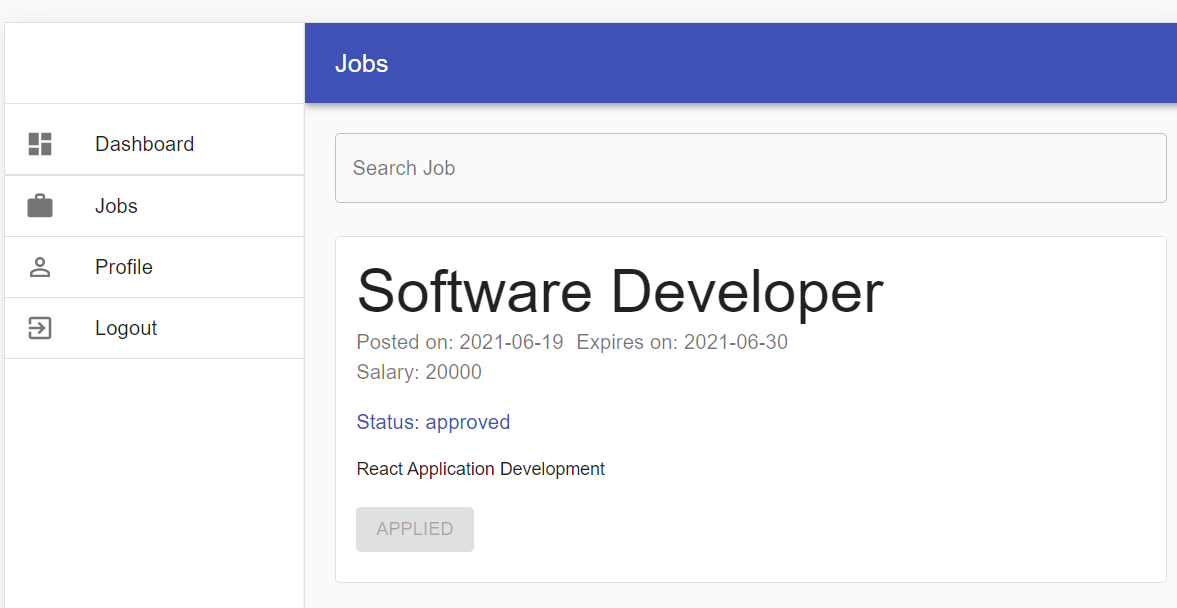 Jobs
Dashboard
Jobs
Profile
Logout
Search Job
Software Developer
Posted on: 2021-06-19 Expires on: 2021-06-30
Salary: 20000
Status: approved
React Application Development
APPLIED